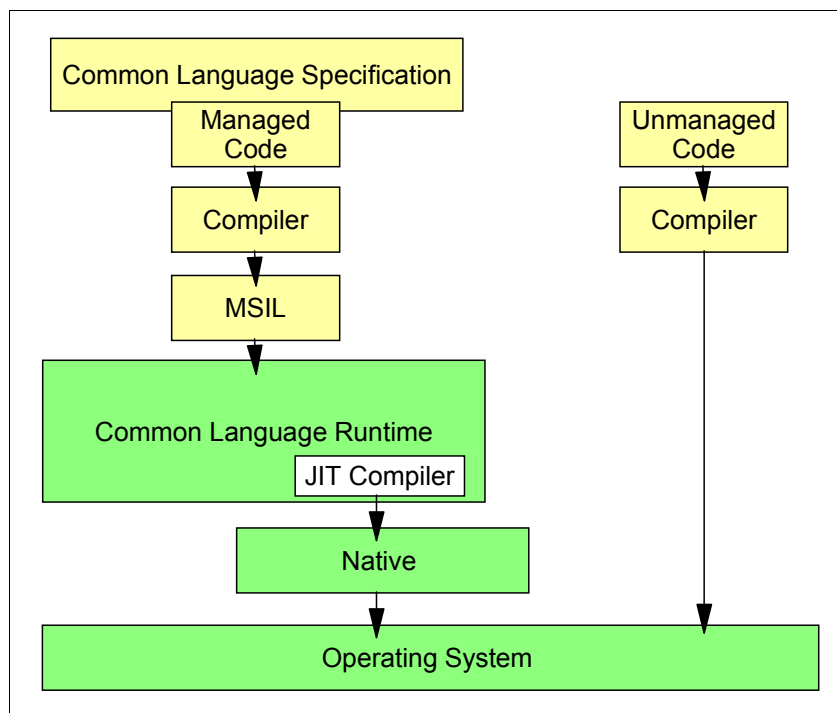 Common Language Specification
Managed
Code
Compiler
MSIL
Common Language Runtime
JIT Compiler
Native
Operating System
Unmanaged
Code
Compiler